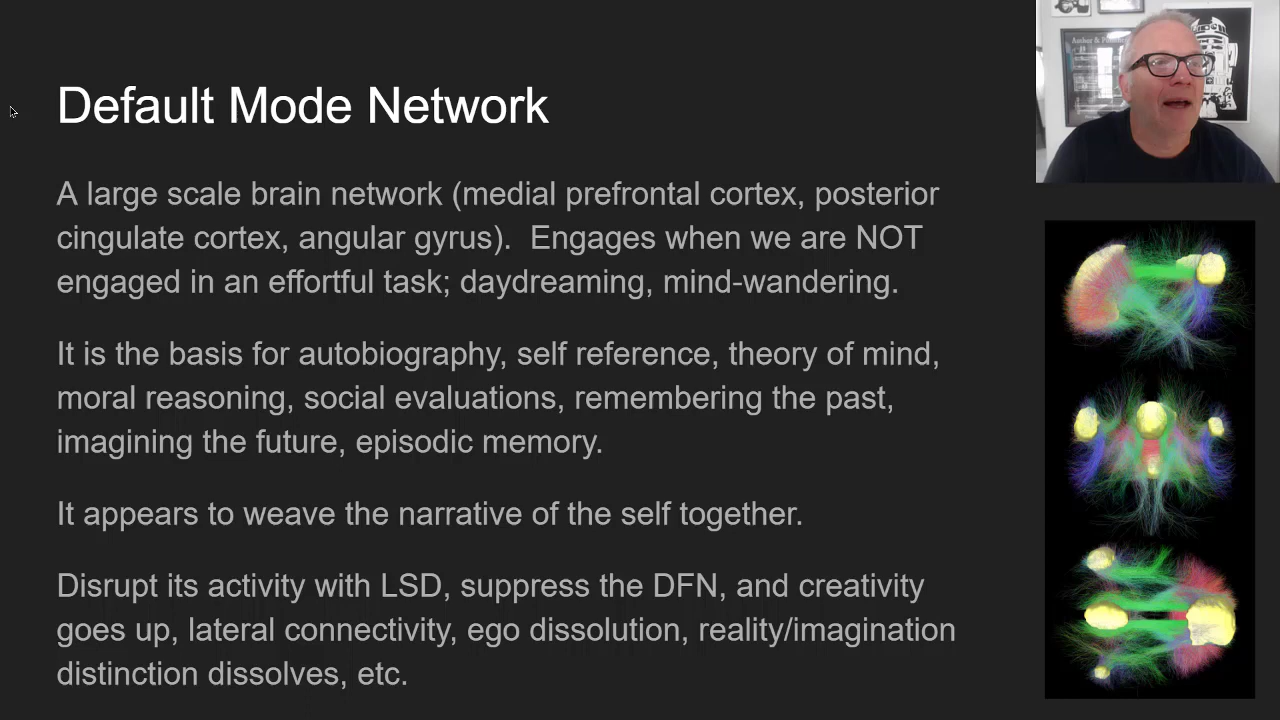 Default Mode Network
A large scale brain network (medial prefrontal cortex, posterior
cingulate cortex, angular gyrus).  Engages when we are NOT
engaged in an effortful task; daydreaming, mind-wandering.
It is the basis for autobiography, self reference, theory of mind,
moral reasoning, social evaluations, remembering the past,
imagining the future, episodic memory.
It appears to weave the narrative of the self together.
Disrupt its activity with LSD, suppress the DFN, and creativity
goes up, lateral connectivity, ego dissolution, reality/imagination
distinction dissolves, etc.
Author &